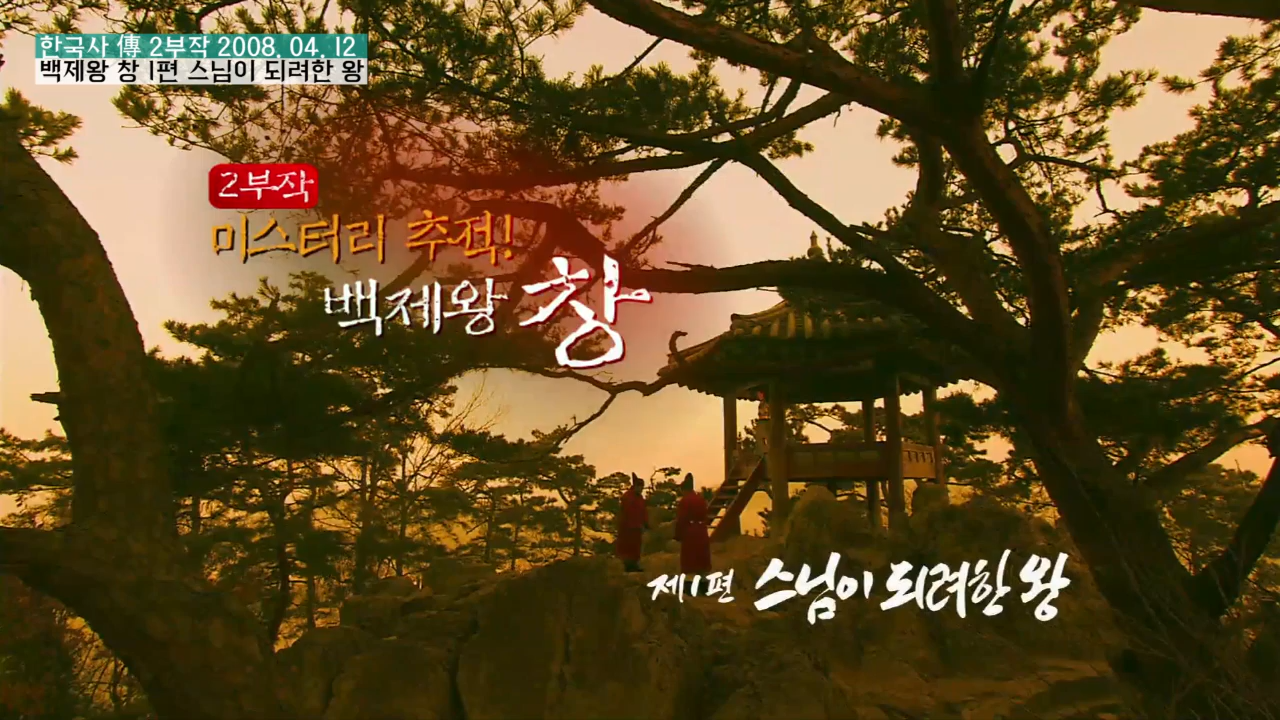 한국사 傳 2부작 2008. 04. 12
백제왕 창 1편 스님이 되려한 왕
2부작
미스터리 추적!
백제왕 창
제1편 스님이 되려한 왕